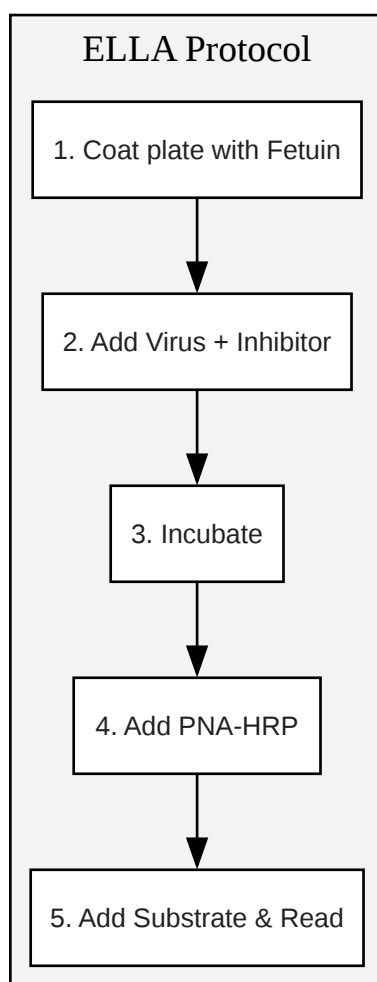 ELLA Protocol
1. Coat plate with Fetuin
2. Add Virus + Inhibitor
3. Incubate
4. Add PNA-HRP
5. Add Substrate & Read